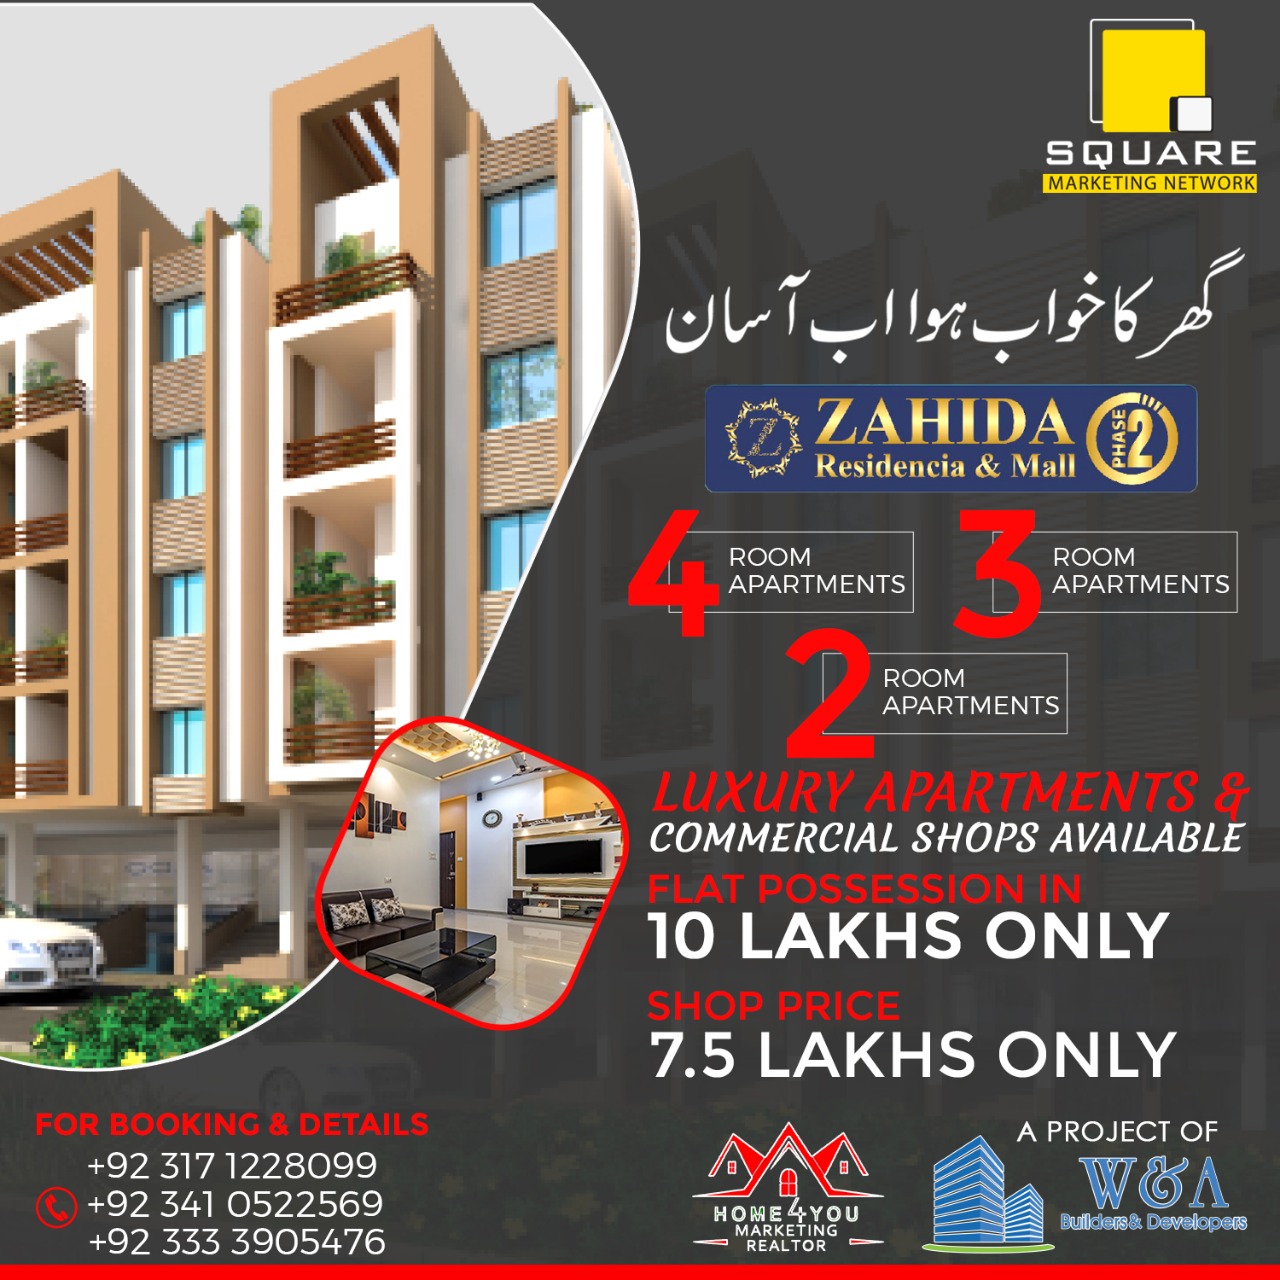 SQUARE
MARKETING NETWORK
گھر کا خواب ہوا اب آسان
Z ZAHIDA
Residencia & Mall
PHASE 2
4 ROOM
APARTMENTS
3 ROOM
APARTMENTS
2 ROOM
APARTMENTS
LUXURY APARTMENTS &
COMMERCIAL SHOPS AVAILABLE
FLAT POSSESSION IN
10 LAKHS ONLY
SHOP PRICE
7.5 LAKHS ONLY
FOR BOOKING & DETAILS
+92 317 1228099
+92 341 0522569
+92 333 3905476
HOME4YOU
MARKETING
REALTOR
A PROJECT OF
W&A
Builders & Developers